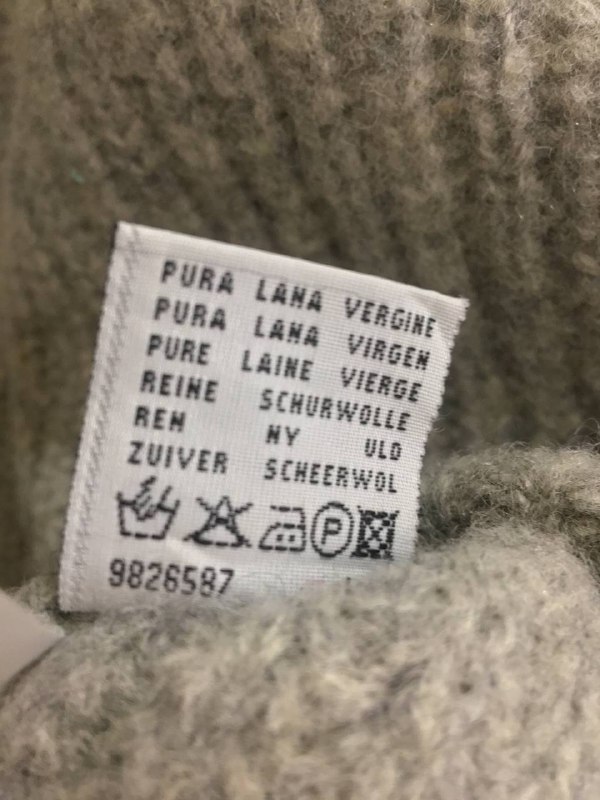 PURA LANA VERGINE
PURA LANA VIRGEN
PURE LAINE VIERGE
REINE SCHURWOLLE
REN NY ULD
ZUIVER SCHEERWOL
P
9826587